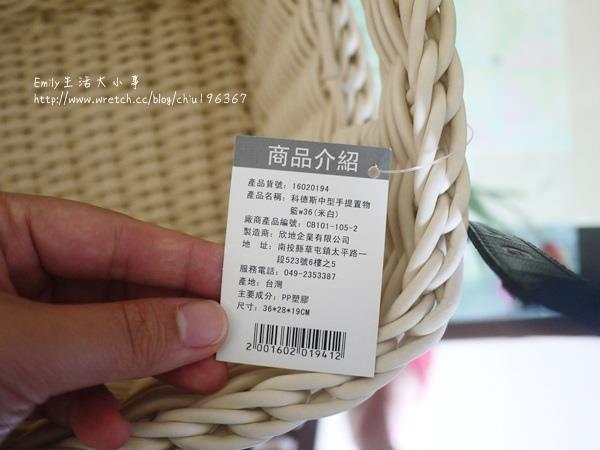 Emily生活大小事
http://www.wretch.cc/blog/chiu196367
商品介紹
產品貨號：16020194
產品名稱：科德斯中型手提置物
籃w36(米白)
廠商產品編號：CB101-105-2
製造商：欣地企業有限公司
地 址：南投縣草屯鎮太平路一
段523號6樓之5
服務電話：049-2353387
產地：台灣
主要成分：PP塑膠
尺寸：36*28*19CM
2 001602 019412